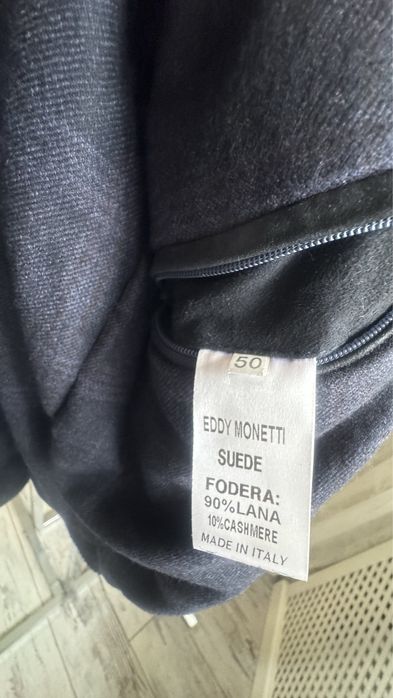 50
EDDY MONETTI
SUEDE
FODERA:
90%LANA
10%CASHMERE
MADE IN ITALY